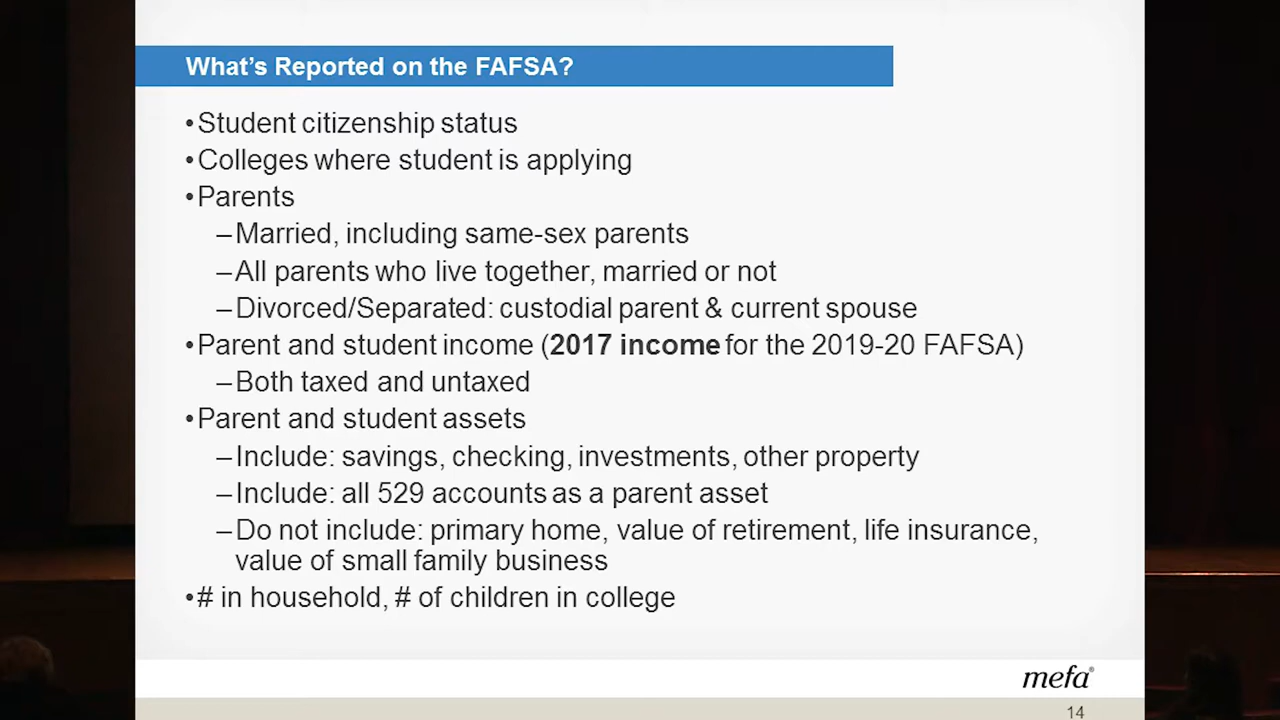 What's Reported on the FAFSA?
•Student citizenship status
•Colleges where student is applying
•Parents
–Married, including same-sex parents
–All parents who live together, married or not
–Divorced/Separated: custodial parent & current spouse
•Parent and student income (2017 income for the 2019-20 FAFSA)
–Both taxed and untaxed
•Parent and student assets
–Include: savings, checking, investments, other property
–Include: all 529 accounts as a parent asset
–Do not include: primary home, value of retirement, life insurance,
value of small family business
•# in household, # of children in college
mefa®
14